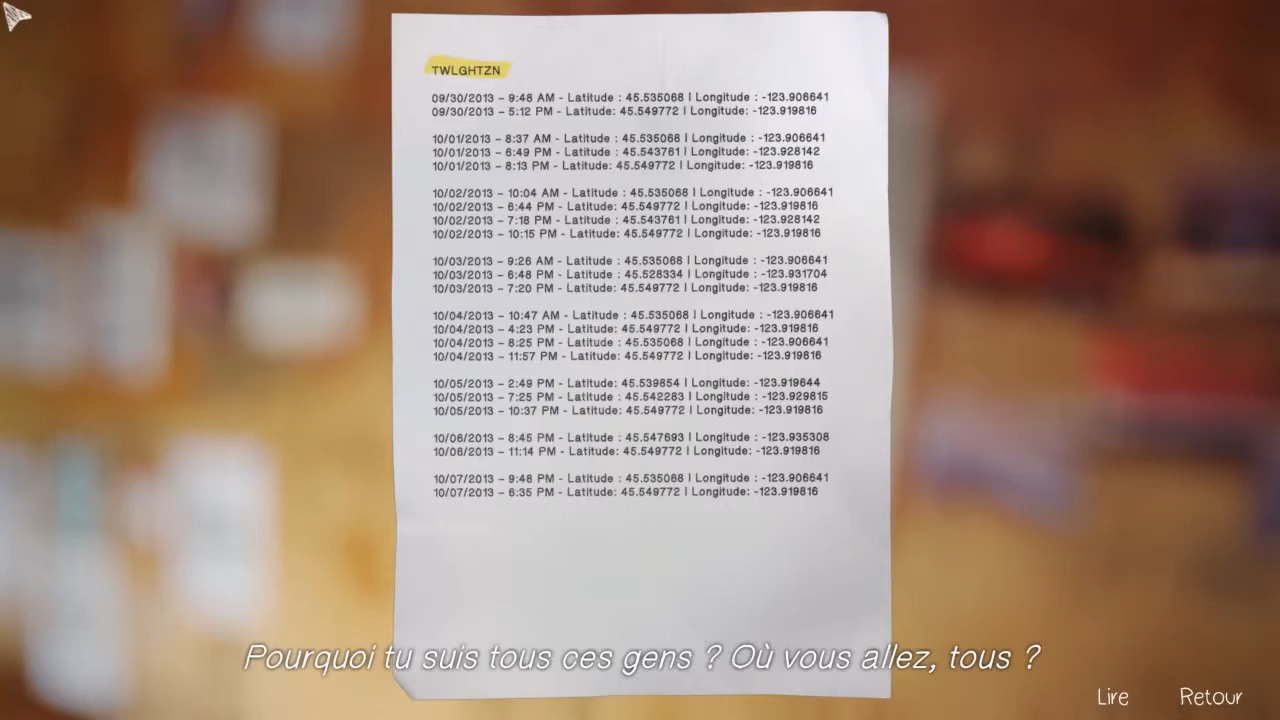 TWLGHTZN
09/30/2013 – 9:48 AM - Latitude : 45.535068 | Longitude : -123.906641
09/30/2013 – 5:12 PM - Latitude: 45.549772 | Longitude: -123.919816
10/01/2013 – 8:37 AM - Latitude : 45.535068 | Longitude : -123.906641
10/01/2013 – 6:49 PM - Latitude: 45.543761 | Longitude: -123.928142
10/01/2013 – 8:13 PM - Latitude: 45.549772 | Longitude: -123.919816
10/02/2013 – 10:04 AM - Latitude : 45.535068 | Longitude : -123.906641
10/02/2013 – 6:44 PM - Latitude: 45.549772 | Longitude: -123.919816
10/02/2013 – 7:18 PM - Latitude: 45.543761 | Longitude: -123.928142
10/02/2013 – 10:15 PM - Latitude: 45.549772 | Longitude: -123.919816
10/03/2013 – 9:26 AM - Latitude : 45.535068 | Longitude : -123.906641
10/03/2013 – 6:48 PM - Latitude: 45.528334 | Longitude: -123.931704
10/03/2013 – 7:20 PM - Latitude: 45.549772 | Longitude: -123.919816
10/04/2013 – 10:47 AM - Latitude : 45.535068 | Longitude : -123.906641
10/04/2013 – 4:23 PM - Latitude: 45.549772 | Longitude: -123.919816
10/04/2013 – 8:25 PM - Latitude : 45.535068 | Longitude : -123.906641
10/04/2013 – 11:57 PM - Latitude: 45.549772 | Longitude: -123.919816
10/05/2013 – 2:49 PM - Latitude: 45.539854 | Longitude: -123.919644
10/05/2013 – 7:25 PM - Latitude : 45.542283 | Longitude : -123.929815
10/05/2013 – 10:37 PM - Latitude: 45.549772 | Longitude: -123.919816
10/06/2013 – 8:45 PM - Latitude : 45.547693 | Longitude : -123.935308
10/06/2013 – 11:14 PM - Latitude: 45.549772 | Longitude: -123.919816
10/07/2013 – 9:48 PM - Latitude : 45.535068 | Longitude : -123.906641
10/07/2013 – 6:35 PM - Latitude: 45.549772 | Longitude: -123.919816
Pourquoi tu suis tous ces gens ? Où vous allez, tous ?
Lire Retour